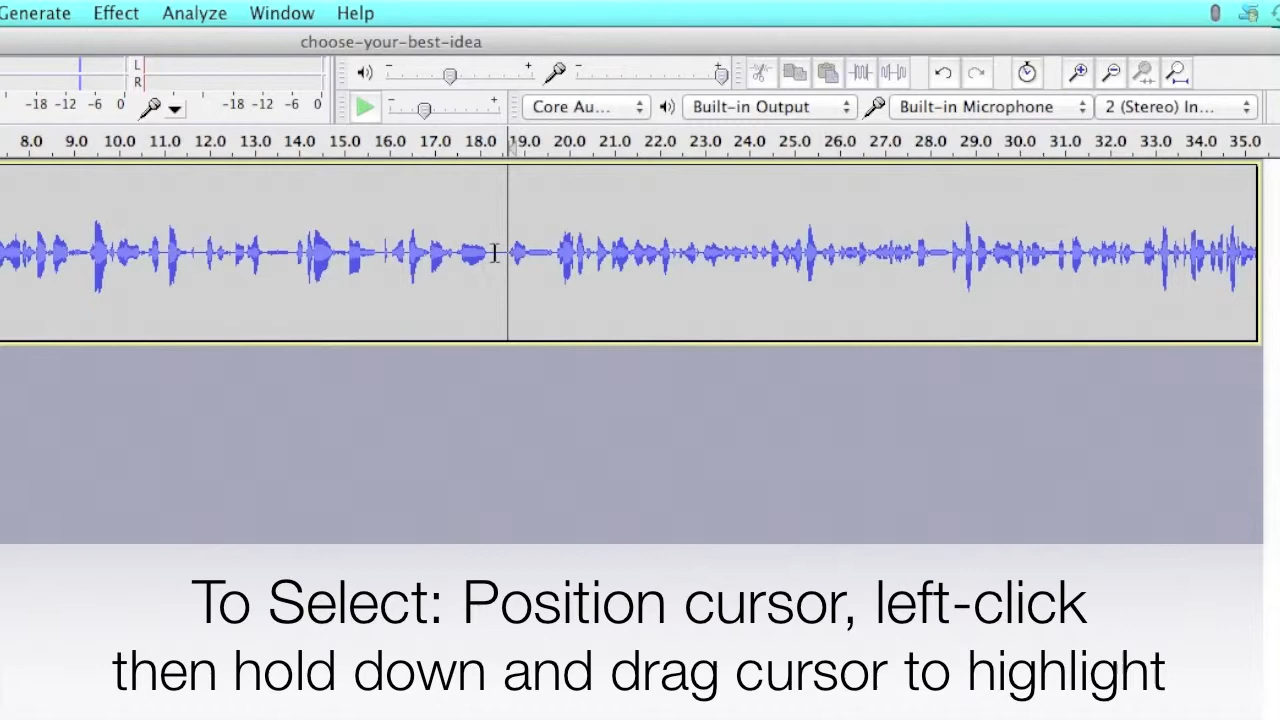 Generate Effect Analyze Window Help
choose-your-best-idea
L
R
- + - +
-18 -12 -6 0 -18 -12 -6 0 - + Core Au... Built-in Output Built-in Microphone 2 (Stereo) In...
8.0 9.0 10.0 11.0 12.0 13.0 14.0 15.0 16.0 17.0 18.0 19.0 20.0 21.0 22.0 23.0 24.0 25.0 26.0 27.0 28.0 29.0 30.0 31.0 32.0 33.0 34.0 35.0
To Select: Position cursor, left-click
then hold down and drag cursor to highlight